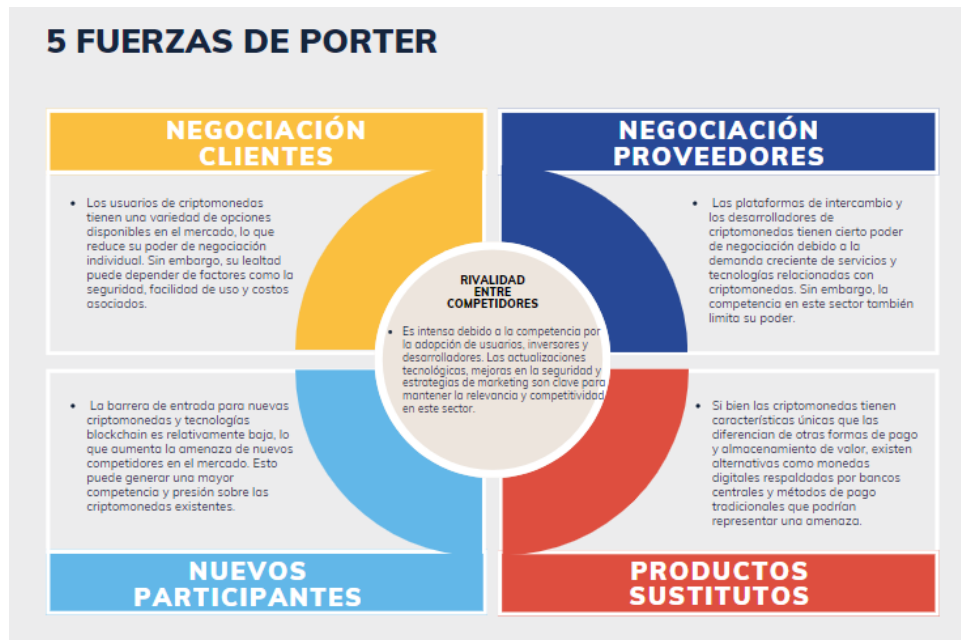 5 FUERZAS DE PORTER
NEGOCIACIÓN
CLIENTES
• Los usuarios de criptomonedas
tienen una variedad de opciones
disponibles en el mercado, lo que
reduce su poder de negociación
individual. Sin embargo, su lealtad
puede depender de factores como la
seguridad, facilidad de uso y costos
asociados.
NEGOCIACIÓN
PROVEEDORES
• Las plataformas de intercambio y
los desarrolladores de
criptomonedas tienen cierto poder
de negociación debido a la
demanda creciente de servicios y
tecnologías relacionadas con
criptomonedas. Sin embargo, la
competencia en este sector también
limita su poder.
RIVALIDAD
ENTRE
COMPETIDORES
• Es intensa debido a la competencia por
la adopción de usuarios, inversores y
desarrolladores. Las actualizaciones
tecnológicas, mejoras en la seguridad y
estrategias de marketing son clave para
mantener la relevancia y competitividad
en este sector.
• La barrera de entrada para nuevas
criptomonedas y tecnologías
blockchain es relativamente baja, lo
que aumenta la amenaza de nuevos
competidores en el mercado. Esto
puede generar una mayor
competencia y presión sobre las
criptomonedas existentes.
NUEVOS
PARTICIPANTES
• Si bien las criptomonedas tienen
características únicas que las
diferencian de otras formas de pago
y almacenamiento de valor, existen
alternativas como monedas
digitales respaldadas por bancos
centrales y métodos de pago
tradicionales que podrían
representar una amenaza.
PRODUCTOS
SUSTITUTOS